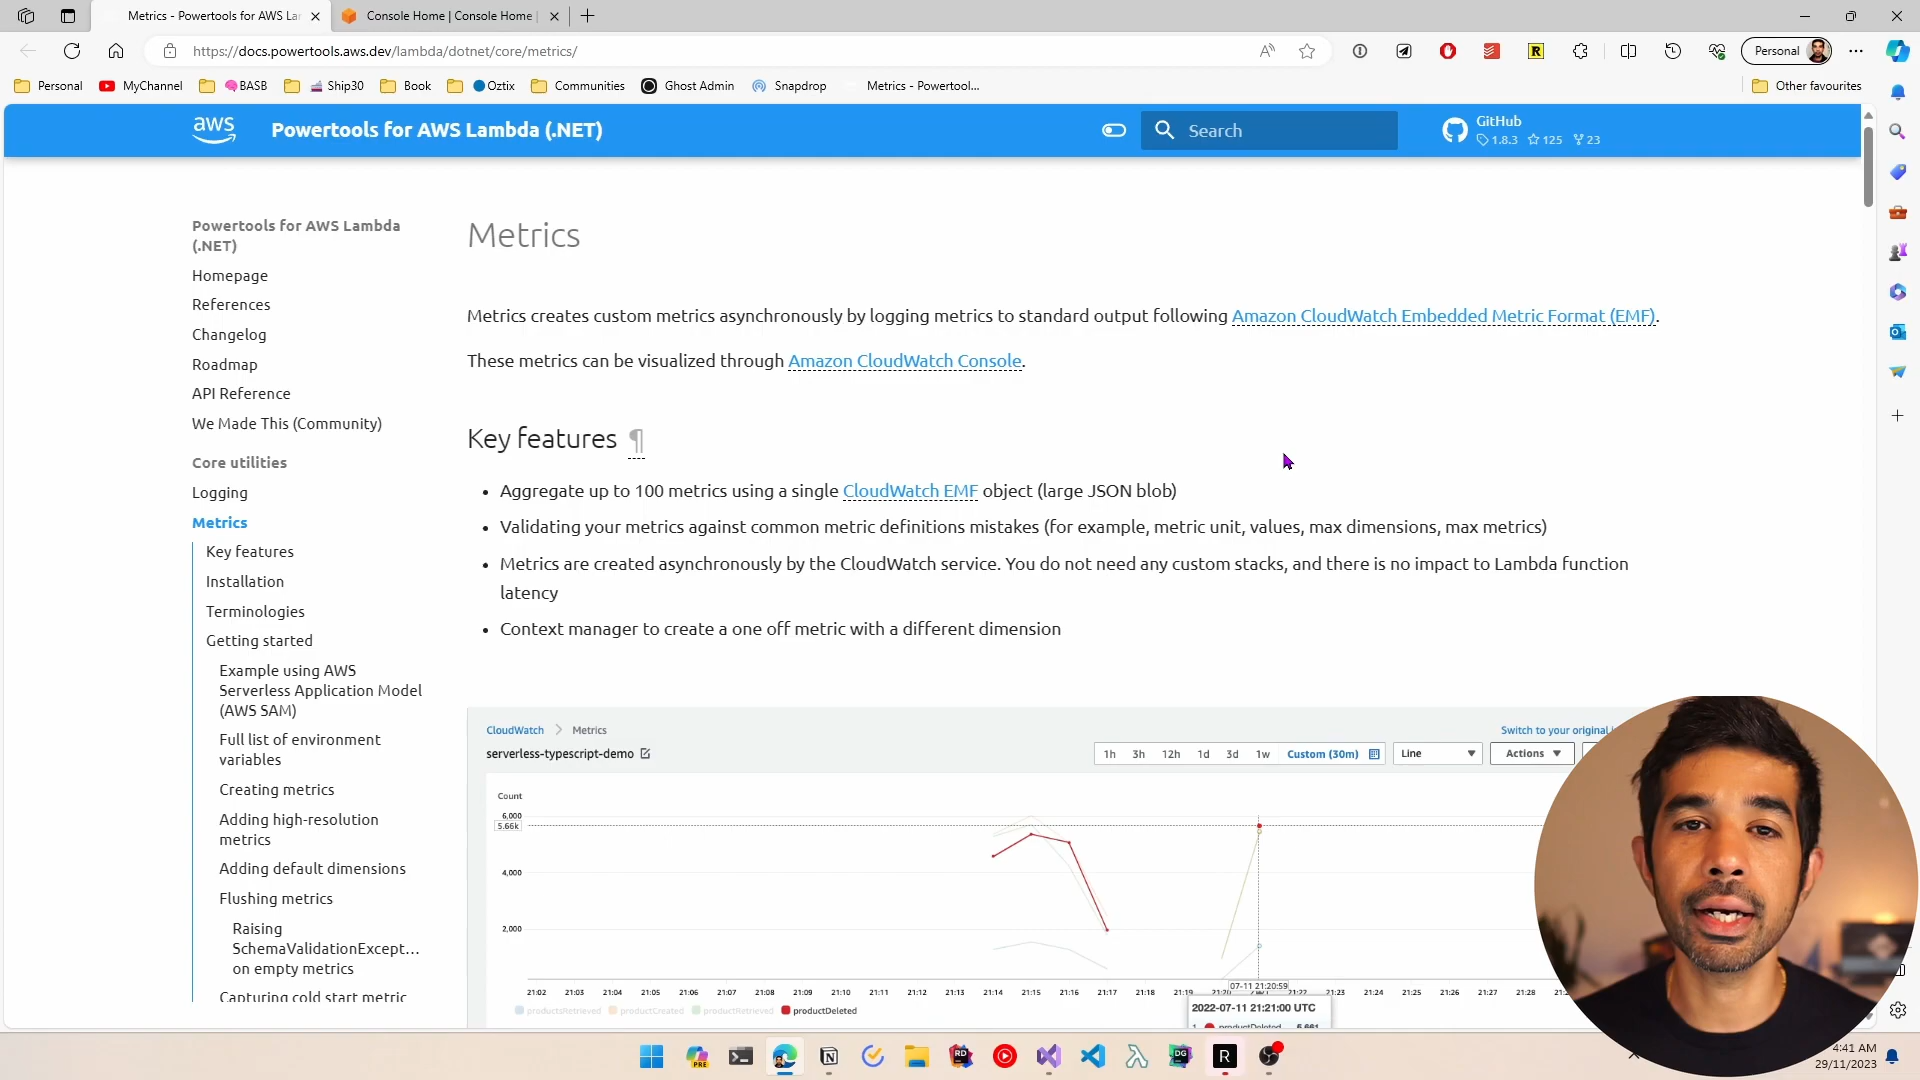 Metrics - Powertools for AWS La
Console Home | Console Home
https://docs.powertools.aws.dev/lambda/dotnet/core/metrics/
Personal
Personal
MyChannel
BASB
Ship30
Book
Oztix
Communities
Ghost Admin
Snapdrop
Metrics - Powertool...
Other favourites
aws
Powertools for AWS Lambda (.NET)
Search
GitHub
1.8.3 125 23
Powertools for AWS Lambda
(.NET)
Homepage
References
Changelog
Roadmap
API Reference
We Made This (Community)
Core utilities
Logging
Metrics
Key features
Installation
Terminologies
Getting started
Example using AWS
Serverless Application Model
(AWS SAM)
Full list of environment
variables
Creating metrics
Adding high-resolution
metrics
Adding default dimensions
Flushing metrics
Raising
SchemaValidationExcept...
on empty metrics
Capturing cold start metric
Metrics
Metrics creates custom metrics asynchronously by logging metrics to standard output following Amazon CloudWatch Embedded Metric Format (EMF).
These metrics can be visualized through Amazon CloudWatch Console.
Key features ¶
• Aggregate up to 100 metrics using a single CloudWatch EMF object (large JSON blob)
• Validating your metrics against common metric definitions mistakes (for example, metric unit, values, max dimensions, max metrics)
• Metrics are created asynchronously by the CloudWatch service. You do not need any custom stacks, and there is no impact to Lambda function
latency
• Context manager to create a one off metric with a different dimension
CloudWatch > Metrics
Switch to your original
serverless-typescript-demo
1h 3h 12h 1d 3d 1w Custom (30m)
Line
Actions
Count
6,000
5.66k
4,000
2,000
21:02 21:03 21:04 21:05 21:06 21:07 21:08 21:09 21:10 21:11 21:12 21:13 21:14 21:15 21:16 21:17 21:18 21:19 21:20 21:23 21:24 21:25 21:26 21:27 21:28
07-11 21:20:59
productsRetrieved productCreated productRetrieved productDeleted
2022-07-11 21:21:00 UTC
1 productDeleted 5,661
4:41 AM
29/11/2023